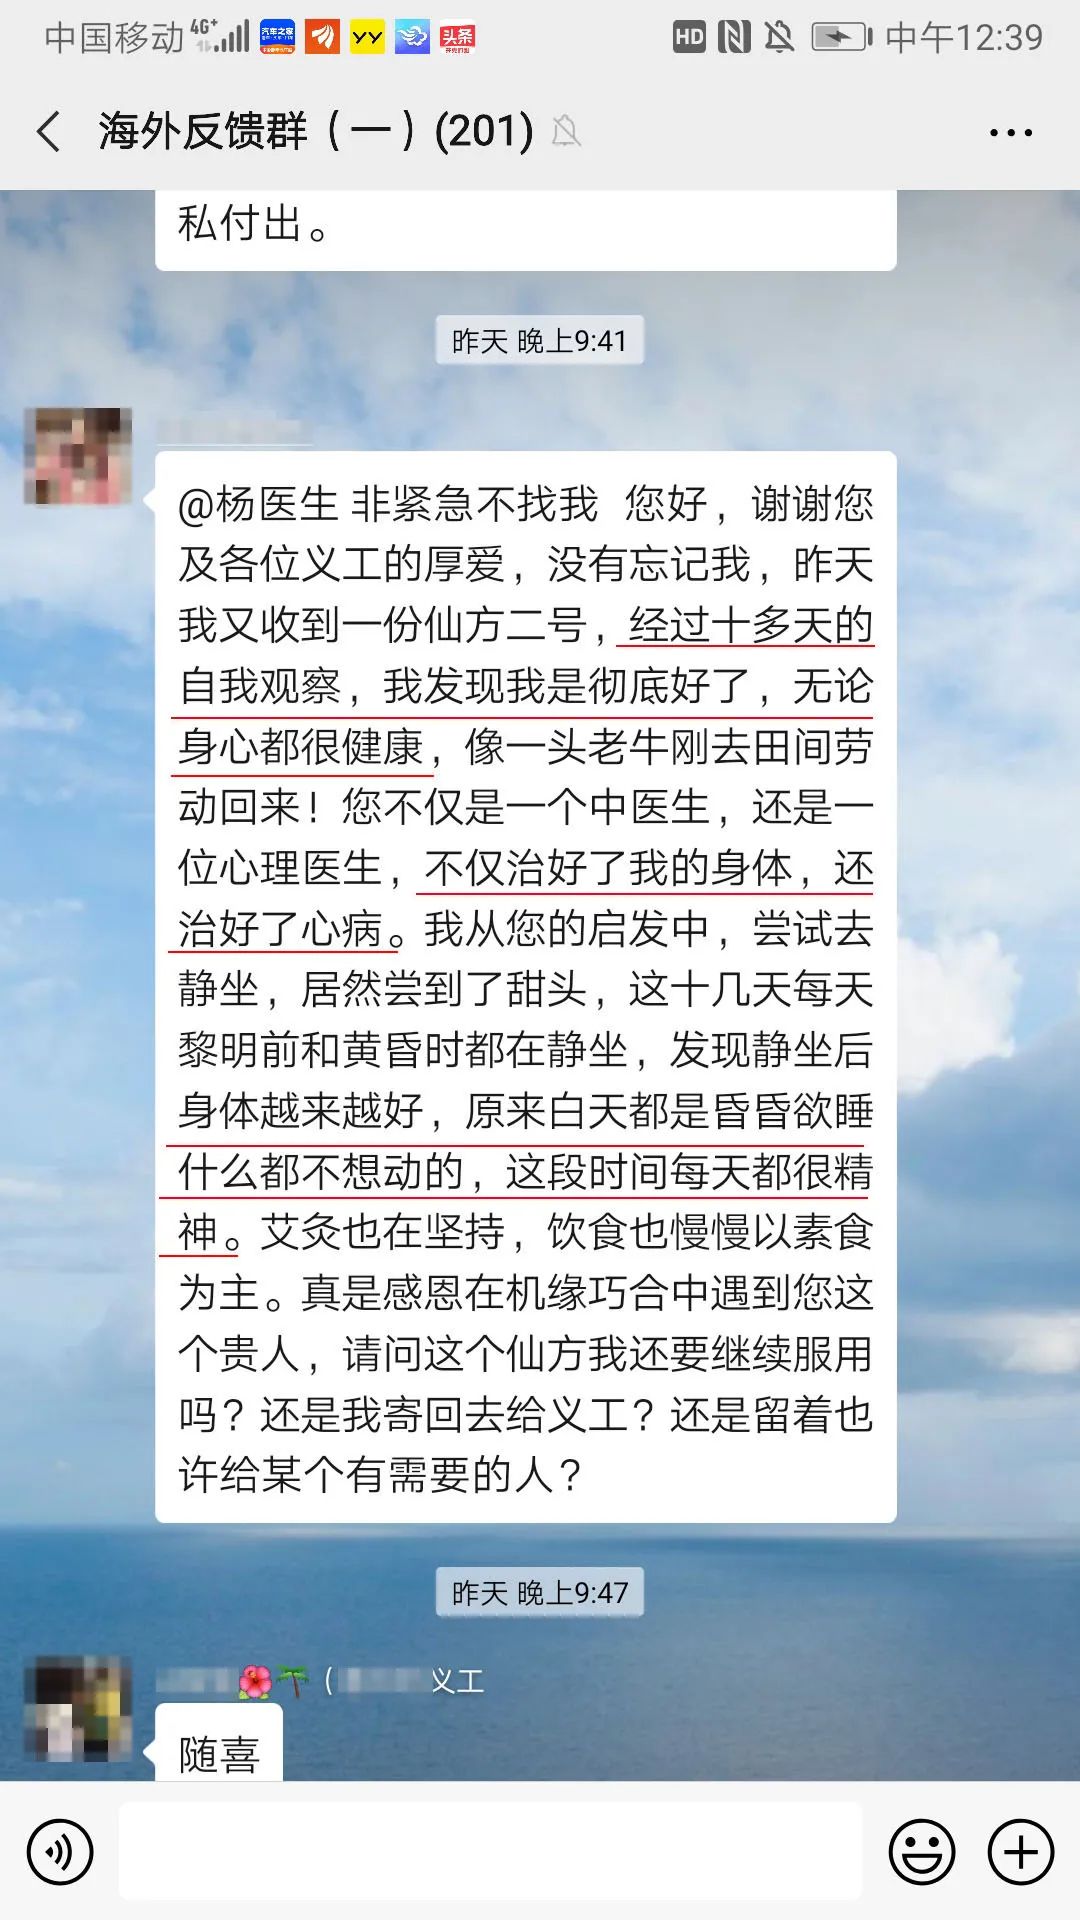 中国移动 4G+ 汽车之家 YY 头条 HD 中午12:39
海外反馈群（一）(201)
私付出。
昨天 晚上9:41
@杨医生 非紧急不找我 您好，谢谢您
及各位义工的厚爱，没有忘记我，昨天
我又收到一份仙方二号，经过十多天的
自我观察，我发现我是彻底好了，无论
身心都很健康，像一头老牛刚去田间劳
动回来！您不仅是一个中医生，还是一
位心理医生，不仅治好了我的身体，还
治好了心病。我从您的启发中，尝试去
静坐，居然尝到了甜头，这十几天每天
黎明前和黄昏时都在静坐，发现静坐后
身体越来越好，原来白天都是昏昏欲睡
什么都不想动的，这段时间每天都很精
神。艾灸也在坚持，饮食也慢慢以素食
为主。真是感恩在机缘巧合中遇到您这
个贵人，请问这个仙方我还要继续服用
吗？还是我寄回去给义工？还是留着也
许给某个有需要的人？
昨天 晚上9:47
（ 义工
随喜